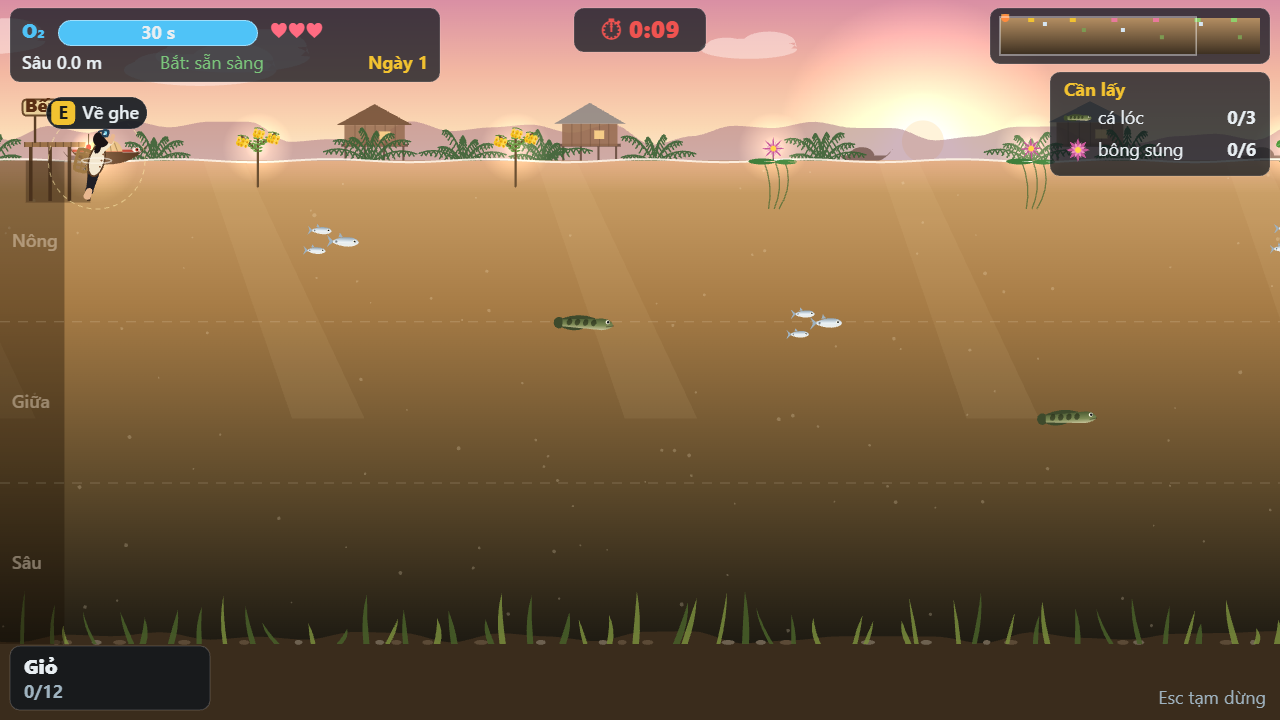 O₂ 30 s
Sâu 0.0 m Bắt: sẵn sàng Ngày 1
0:09
Cần lấy
cá lóc 0/3
bông súng 0/6
E Về ghe
Nông
Giữa
Sâu
Giỏ
0/12
Esc tạm dừng